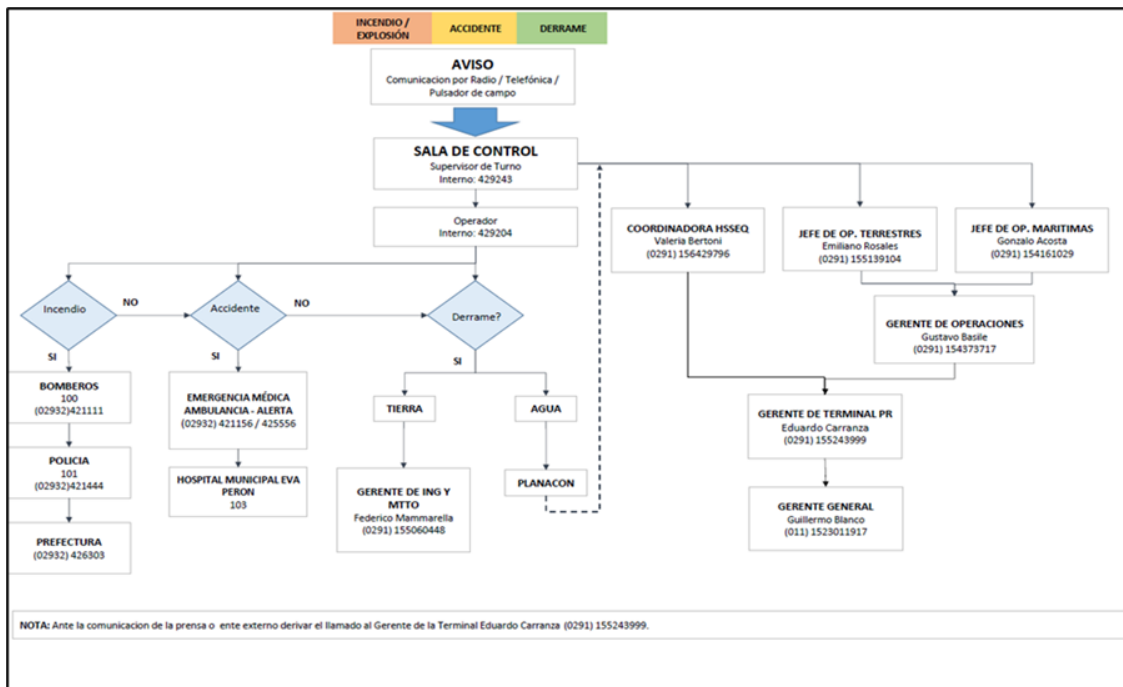 INCENDIO /
EXPLOSIÓN
ACCIDENTE
DERRAME
AVISO
Comunicacion por Radio / Telefónica /
Pulsador de campo
SALA DE CONTROL
Supervisor de Turno
Interno: 429243
Operador
Interno: 429204
COORDINADORA HSSEQ
Valeria Bertoni
(0291) 156429796
JEFE DE OP. TERRESTRES
Emiliano Rosales
(0291) 155139104
JEFE DE OP. MARITIMAS
Gonzalo Acosta
(0291) 154161029
Incendio
NO
Accidente
NO
Derrame?
GERENTE DE OPERACIONES
Gustavo Basile
(0291) 154373717
SI
SI
SI
BOMBEROS
100
(02932)421111
EMERGENCIA MÉDICA
AMBULANCIA - ALERTA
(02932) 421156 / 425556
TIERRA
AGUA
GERENTE DE TERMINAL PR
Eduardo Carranza
(0291) 155243999
POLICIA
101
(02932)421444
HOSPITAL MUNICIPAL EVA
PERON
103
GERENTE DE ING Y
MTTO
Federico Mammarella
(0291) 155060448
PLANACON
GERENTE GENERAL
Guillermo Blanco
(011) 1523011917
PREFECTURA
(02932) 426303
NOTA: Ante la comunicacion de la prensa o ente externo derivar el llamado al Gerente de la Terminal Eduardo Carranza (0291) 155243999.